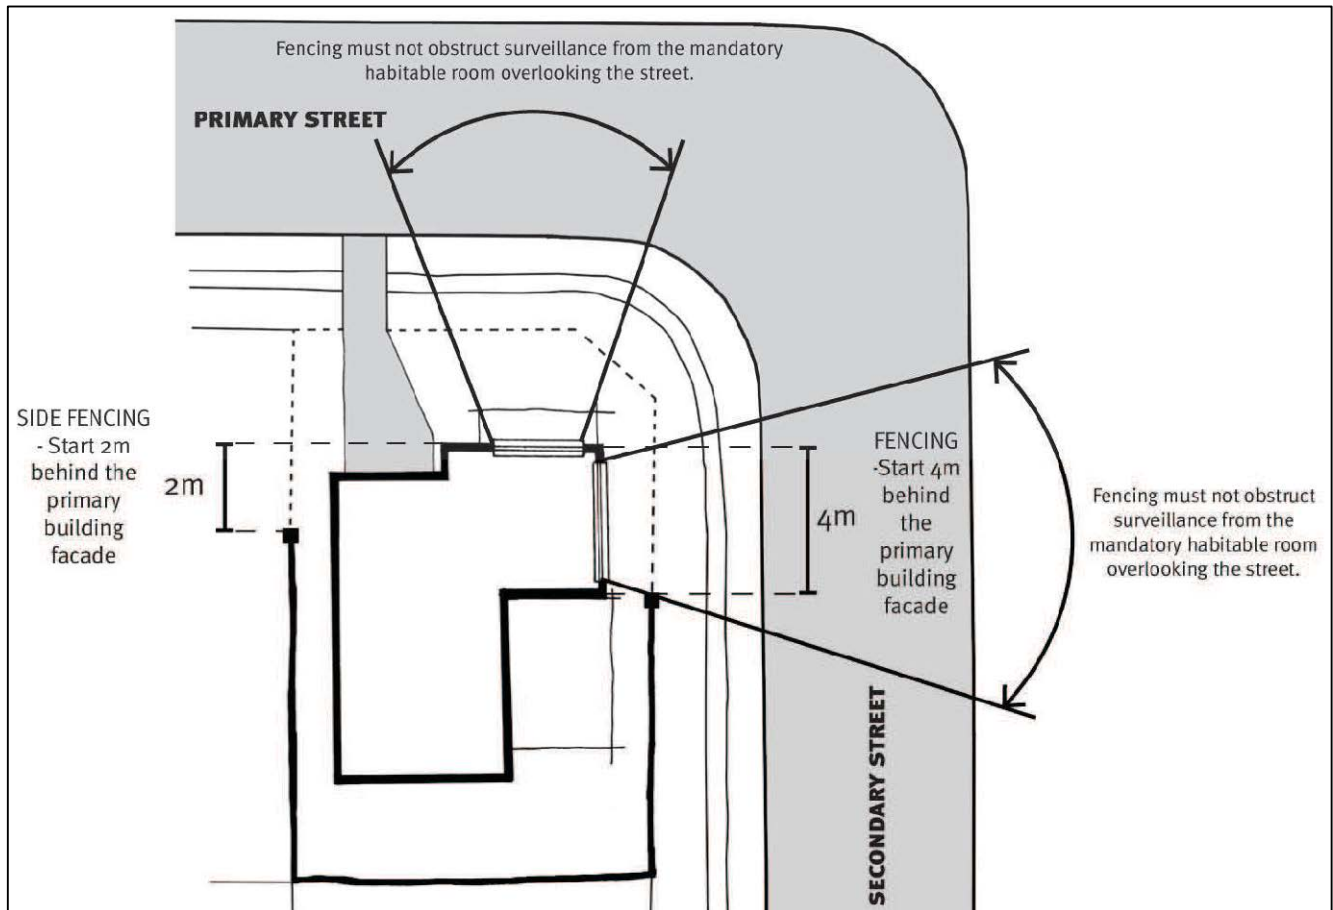 Fencing must not obstruct surveillance from the mandatory
habitable room overlooking the street.
PRIMARY STREET
SIDE FENCING
- Start 2m
behind the
primary
building
facade
2m
4m
FENCING
-Start 4m
behind
the
primary
building
facade
Fencing must not obstruct
surveillance from the
mandatory habitable room
overlooking the street.
SECONDARY STREET